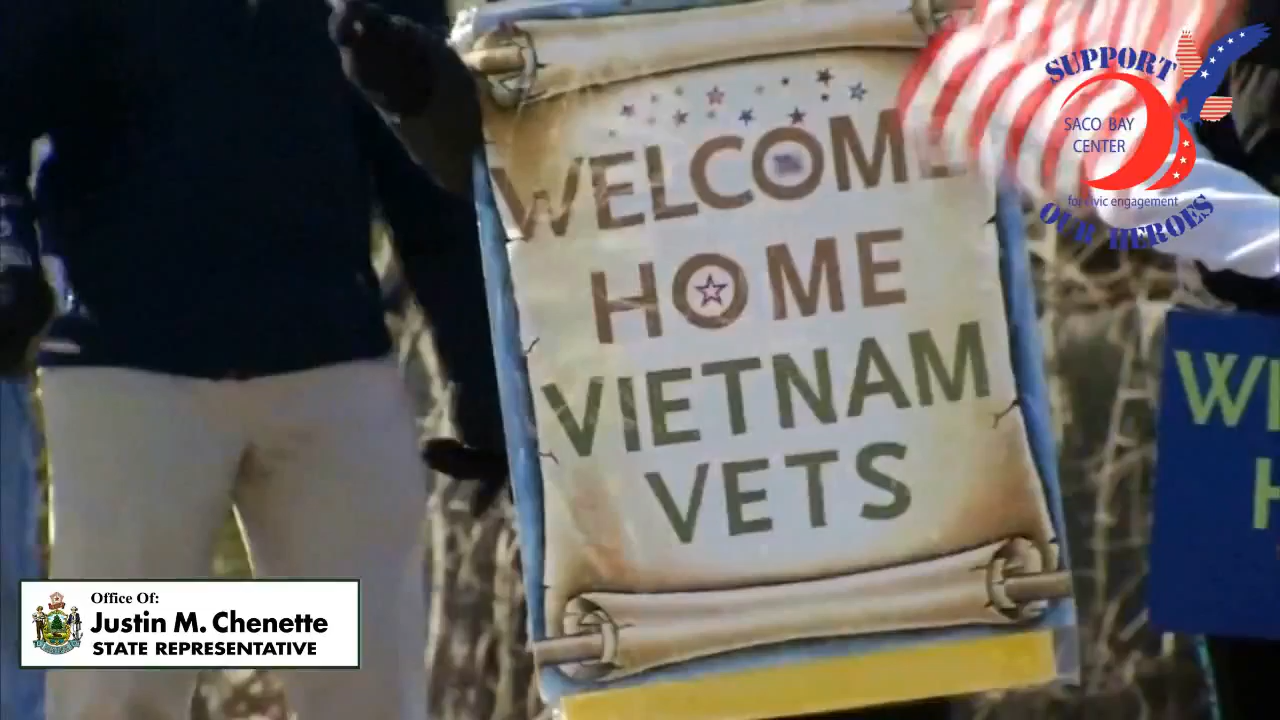 WELCOME
HOME
VIETNAM
VETS
SUPPORT
SACO BAY
CENTER
for civic engagement
OUR HEROES
Office Of:
Justin M. Chenette
STATE REPRESENTATIVE